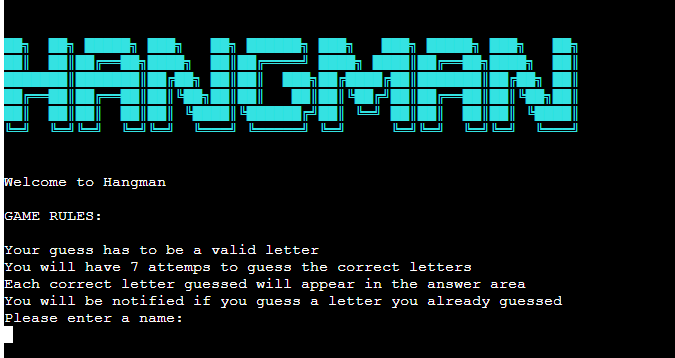 HANGMAN
Welcome to Hangman
GAME RULES:
Your guess has to be a valid letter
You will have 7 attemps to guess the correct letters
Each correct letter guessed will appear in the answer area
You will be notified if you guess a letter you already guessed
Please enter a name: